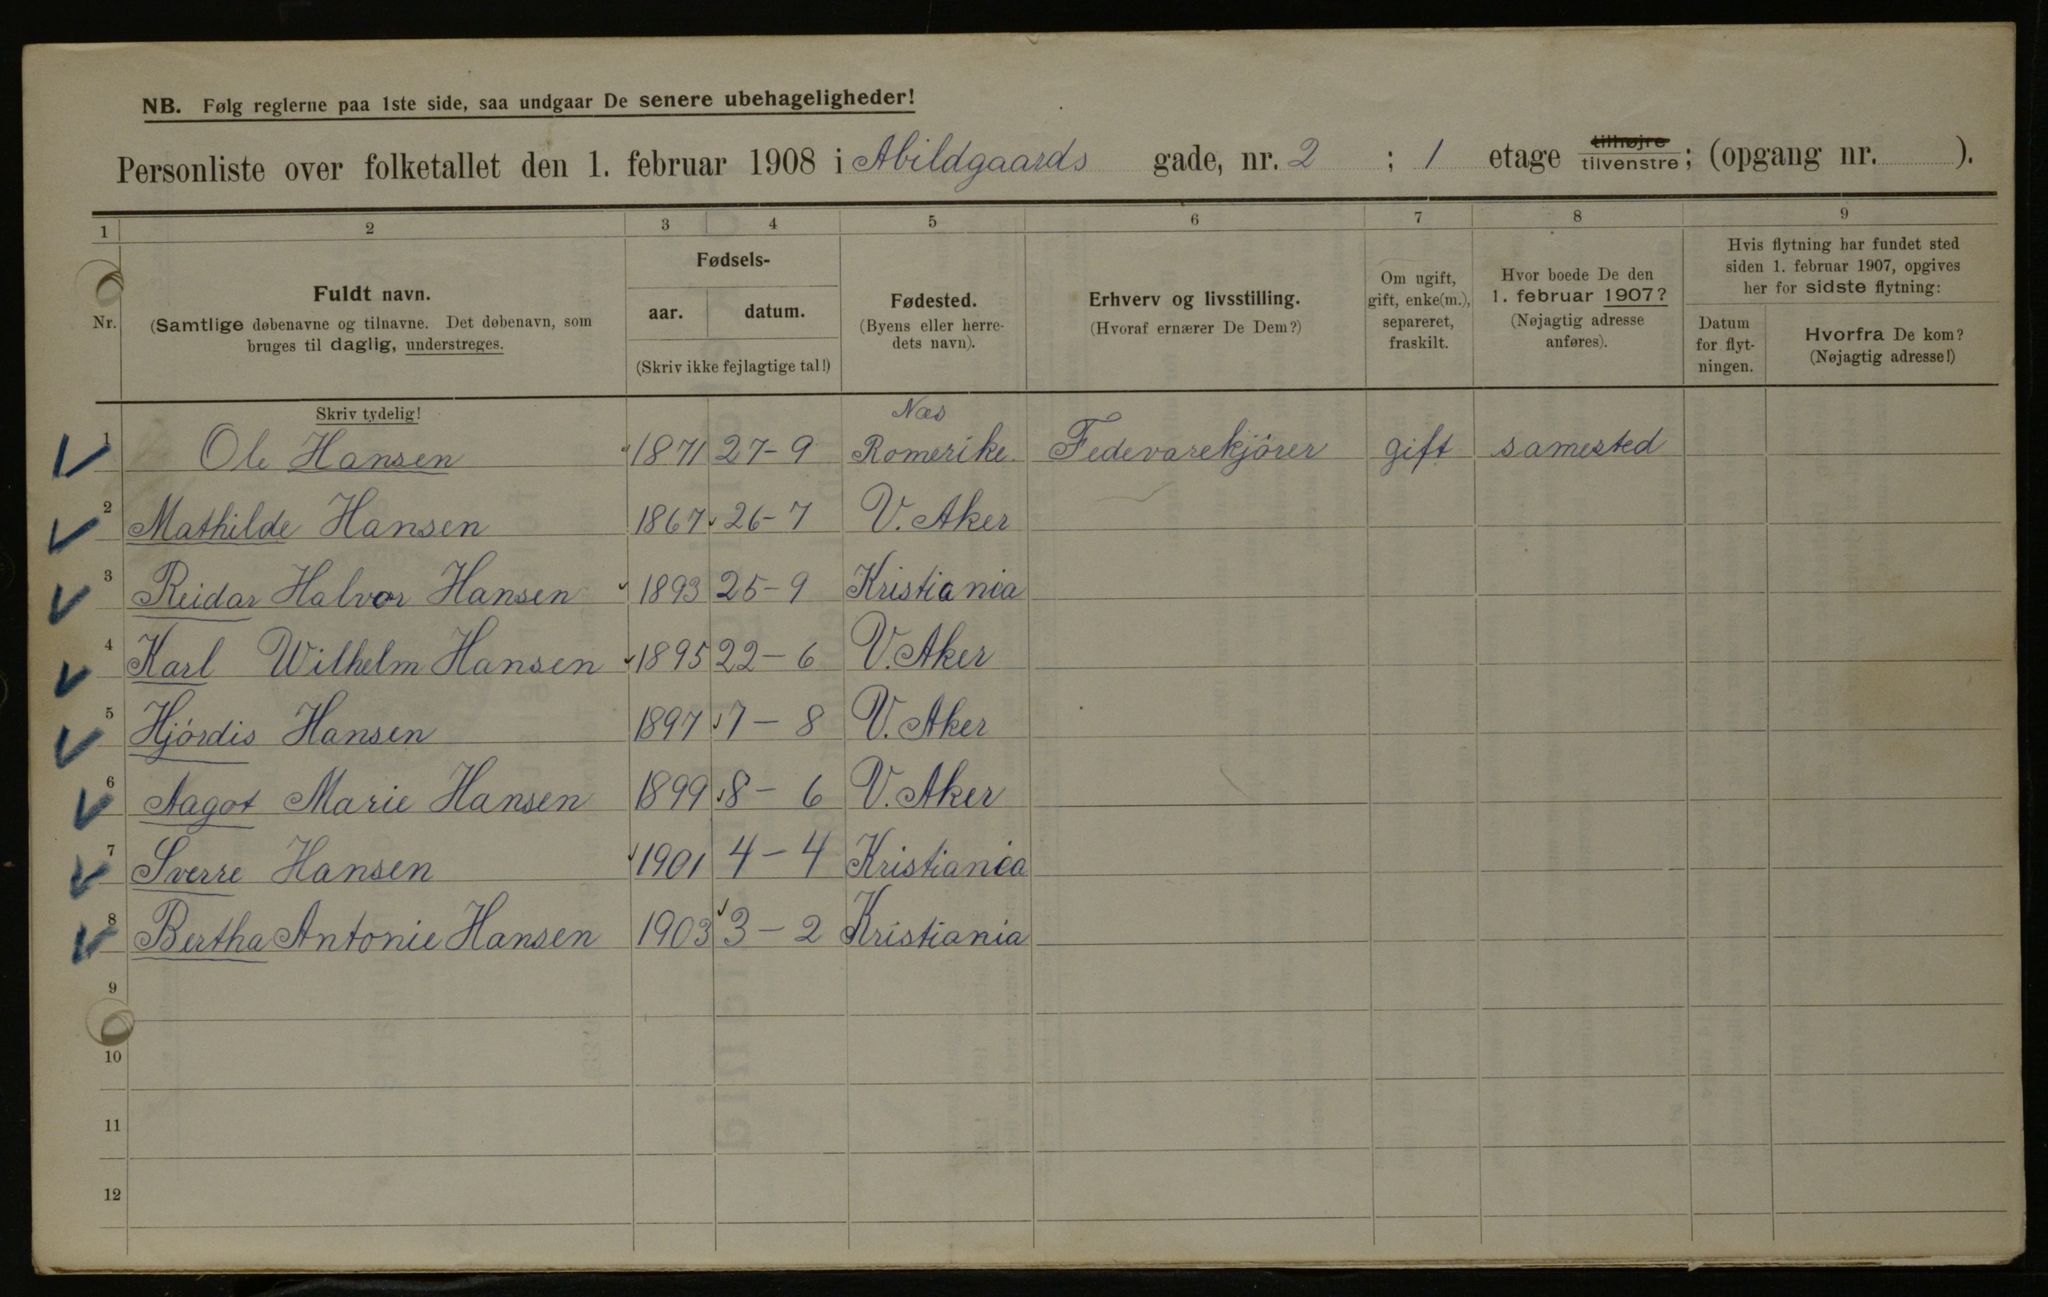 NB. Følg reglerne paa 1ste side, saa undgaar De senere ubehageligheder!
Personliste over folketallet den 1. februar 1908 i Abildgaards gade, nr. 2 ; 1 etage tilhøjre tilvenstre; (opgang nr. ).
1 2 3 4 5 6 7 8 9
Nr.
Fuldt navn.
(Samtlige døbenavne og tilnavne. Det døbenavn, som
bruges til daglig, understreges.
Fødsels-
aar. datum.
(Skriv ikke fejlagtige tal!)
Fødested.
(Byens eller herre-
dets navn).
Erhverv og livsstilling.
(Hvoraf ernærer De Dem?)
Om ugift,
gift, enke(m.),
separeret,
fraskilt.
Hvor boede De den
1. februar 1907?
(Nøjagtig adresse
anføres).
Hvis flytning har fundet sted
siden 1. februar 1907, opgives
her for sidste flytning:
Datum
for flyt-
ningen.
Hvorfra De kom?
(Nøjagtig adresse!)
Skriv tydelig!
Næs
1 Ole Hansen 1871 27-9 Romerike Fedevarekjører gift samested
2 Mathilde Hansen 1867 26-7 V. Aker
3 Reidar Halvor Hansen 1893 25-9 Kristiania
4 Karl Wilhelm Hansen 1895 22-6 V. Aker
5 Hjórdis Hansen 1897 7-8 V. Aker
6 Aagot Marie Hansen 1899 8-6 V. Aker
7 Sverre Hansen 1901 4-4 Kristiania
8 Bertha Antonie Hansen 1903 3-2 Kristiania
9
10
11
12